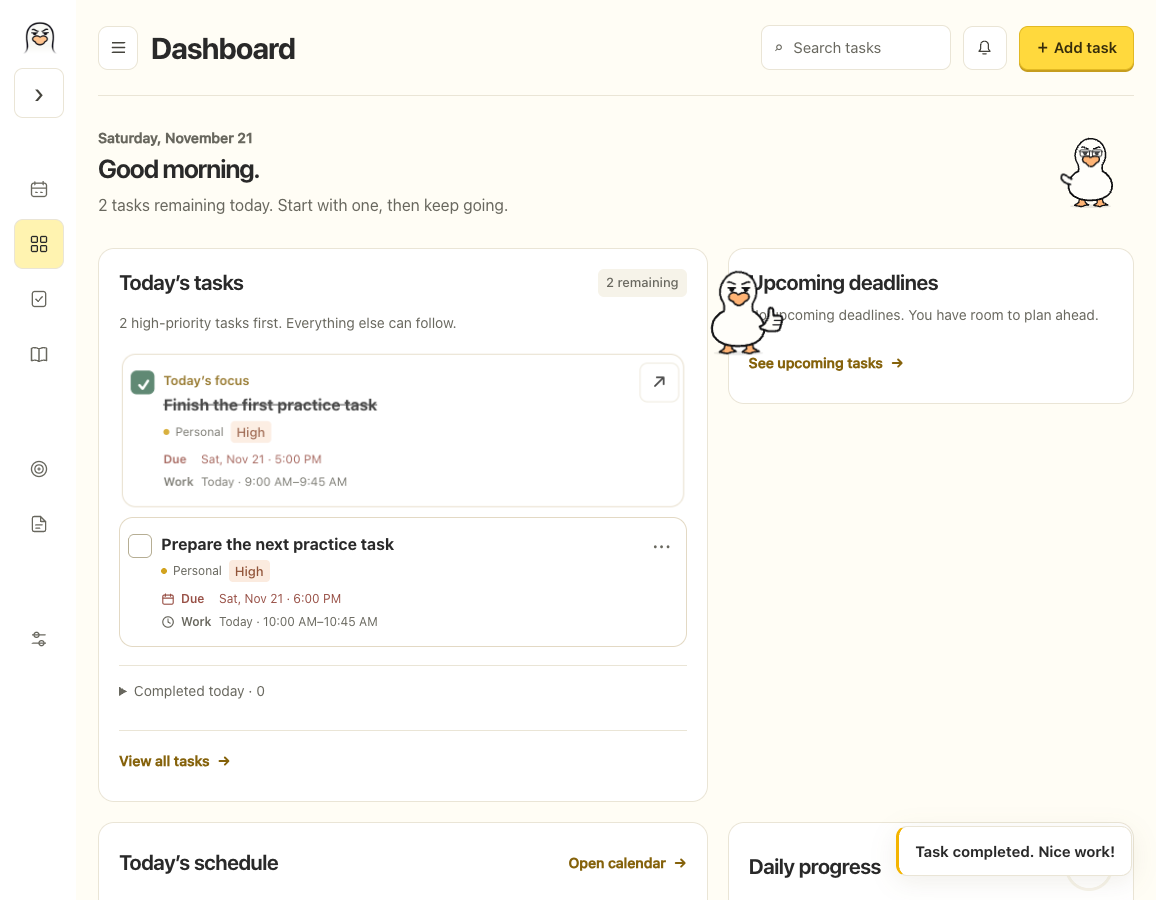 Dashboard
Search tasks
+ Add task
Saturday, November 21
Good morning.
2 tasks remaining today. Start with one, then keep going.
Today’s tasks
2 remaining
2 high-priority tasks first. Everything else can follow.
Today’s focus
Finish the first practice task
Personal High
Due Sat, Nov 21 · 5:00 PM
Work Today · 9:00 AM–9:45 AM
Prepare the next practice task
Personal High
Due Sat, Nov 21 · 6:00 PM
Work Today · 10:00 AM–10:45 AM
Completed today · 0
View all tasks →
Upcoming deadlines
upcoming deadlines. You have room to plan ahead.
See upcoming tasks →
Today’s schedule
Open calendar →
Daily progress
Task completed. Nice work!